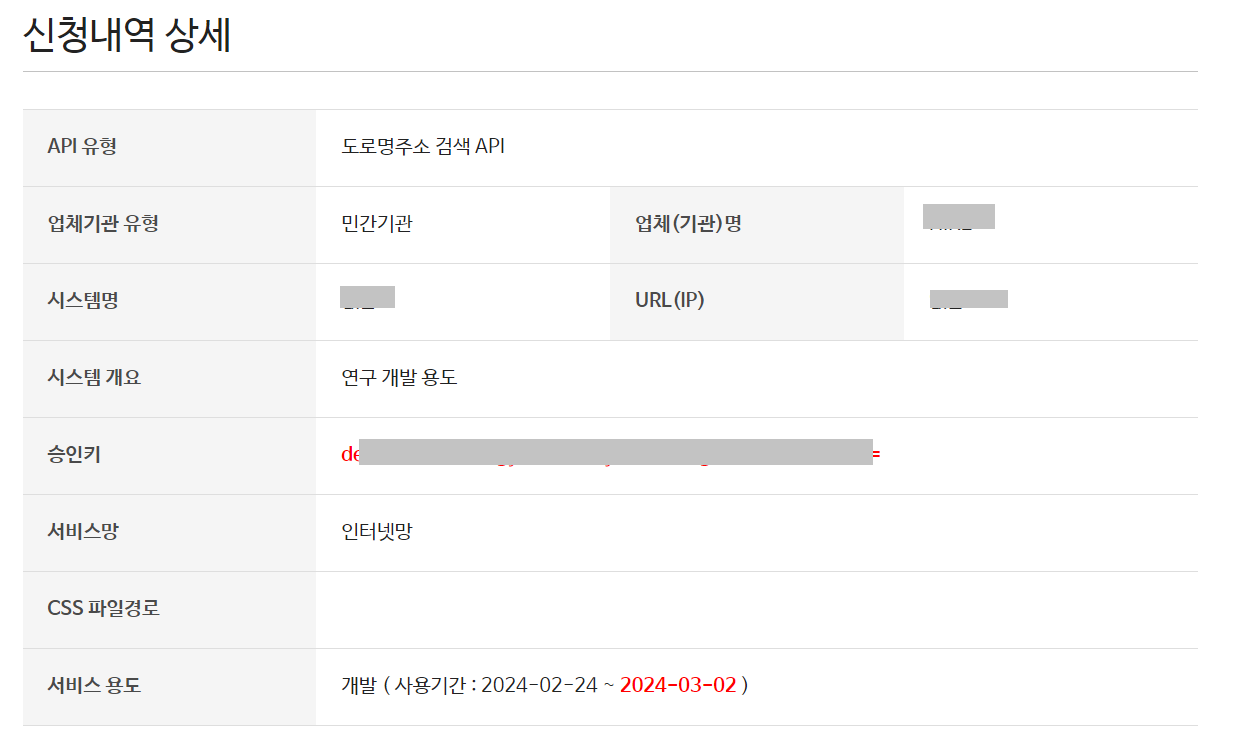 신청내역 상세
API 유형 도로명주소 검색 API
업체기관 유형 민간기관 업체(기관)명
시스템명 URL(IP)
시스템 개요 연구 개발 용도
승인키 de =
서비스망 인터넷망
CSS 파일경로
서비스 용도 개발 ( 사용기간 : 2024-02-24 ~ 2024-03-02 )